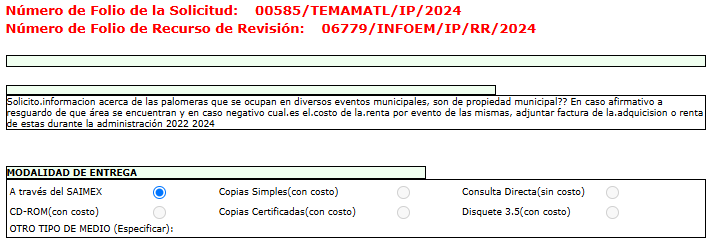 Número de Folio de la Solicitud: 00585/TEMAMATL/IP/2024
Número de Folio de Recurso de Revisión: 06779/INFOEM/IP/RR/2024
Solicito.informacion acerca de las palomeras que se ocupan en diversos eventos municipales, son de propiedad municipal?? En caso afirmativo a
resguardo de que área se encuentran y en caso negativo cual.es el.costo de la.renta por evento de las mismas, adjuntar factura de la.adquicision o renta
de estas durante la administración 2022 2024
MODALIDAD DE ENTREGA
A través del SAIMEX Copias Simples(con costo) Consulta Directa(sin costo)
CD-ROM(con costo) Copias Certificadas(con costo) Disquete 3.5(con costo)
OTRO TIPO DE MEDIO (Especificar):